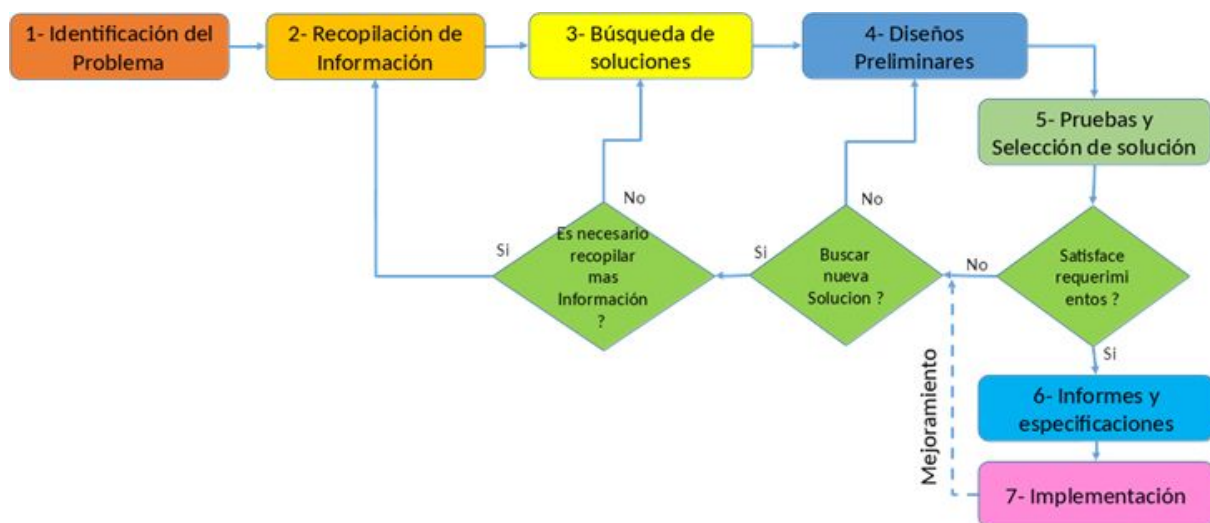 1- Identificación del
Problema
2- Recopilación de
Información
3- Búsqueda de
soluciones
4- Diseños
Preliminares
5- Pruebas y
Selección de solución
No
No
Si
Es necesario
recopilar
mas
Información
?
Si
Buscar
nueva
Solucion ?
No
Satisface
requerimi
entos ?
Si
Mejoramiento
6- Informes y
especificaciones
7- Implementación